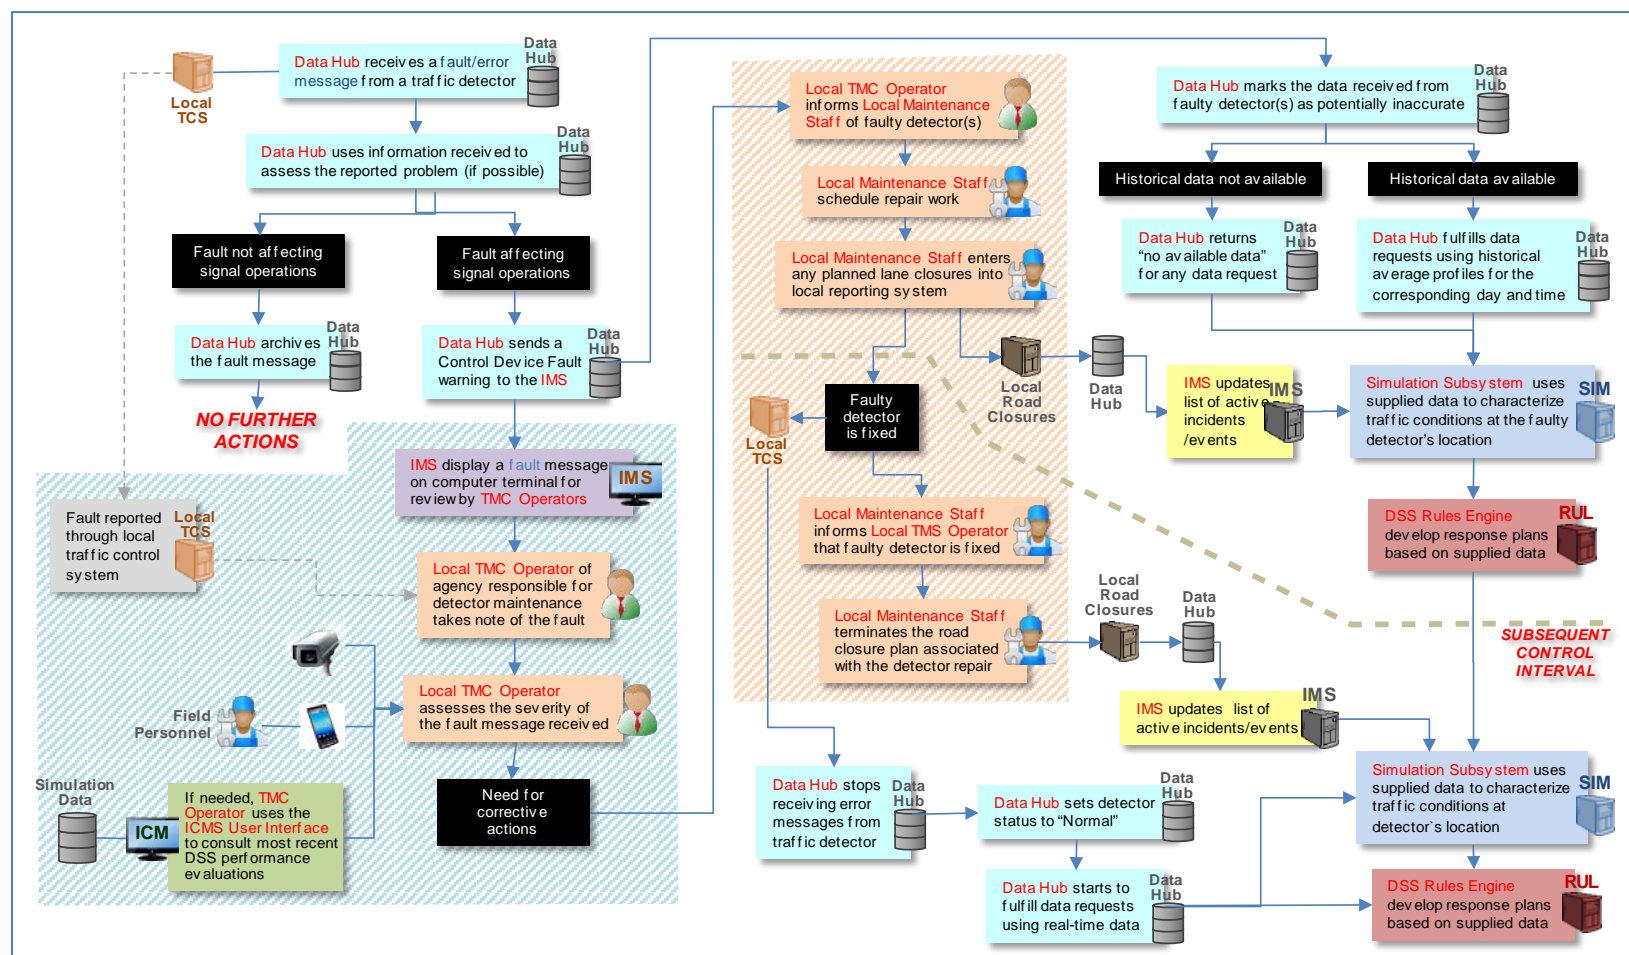 Data Hub receives a fault/error
message from a traffic detector
Data
Hub
Local
TCS
Data Hub uses information received to
assess the reported problem (if possible)
Data
Hub
Fault not affecting
signal operations
Fault affecting
signal operations
Data Hub archives
the fault message
Data
Hub
NO FURTHER
ACTIONS
Data Hub sends a
Control Device Fault
warning to the IMS
Data
Hub
IMS display a fault message
on computer terminal for
review by TMC Operators
IMS
Fault reported
through local
traffic control
system
Local
TCS
Local TMC Operator of
agency responsible for
detector maintenance
takes note of the fault
Local TMC Operator
assesses the severity of
the fault message received
Field
Personnel
Simulation
Data
ICM
If needed, TMC
Operator uses the
ICMS User Interface
to consult most recent
DSS performance
evaluations
Need for
corrective
actions
Local TMC Operator
informs Local Maintenance
Staff of faulty detector(s)
Local Maintenance Staff
schedule repair work
Local Maintenance Staff enters
any planned lane closures into
local reporting system
Local
Road
Closures
Data
Hub
Faulty
detector
is fixed
Local
TCS
Local Maintenance Staff
informs Local TMS Operator
that faulty detector is fixed
Local Maintenance Staff
terminates the road
closure plan associated
with the detector repair
Local
Road
Closures
Data
Hub
IMS updates list of
active incidents/events
IMS
Data Hub stops
receiving error
messages from
traffic detector
Data
Hub
Data Hub sets detector
status to “Normal”
Data
Hub
Data Hub starts to
fulfill data requests
using real-time data
Data
Hub
Data Hub marks the data received from
faulty detector(s) as potentially inaccurate
Data
Hub
Historical data not available
Historical data available
Data Hub returns
“no available data”
for any data request
Data
Hub
Data Hub fulfills data
requests using historical
average profiles for the
corresponding day and time
Data
Hub
IMS updates
list of active
incidents
/events
IMS
Simulation Subsystem uses
supplied data to characterize
traffic conditions at the faulty
detector’s location
SIM
DSS Rules Engine
develop response plans
based on supplied data
RUL
SUBSEQUENT
CONTROL
INTERVAL
Simulation Subsystem uses
supplied data to characterize
traffic conditions at
detector`s location
SIM
DSS Rules Engine
develop response plans
based on supplied data
RUL